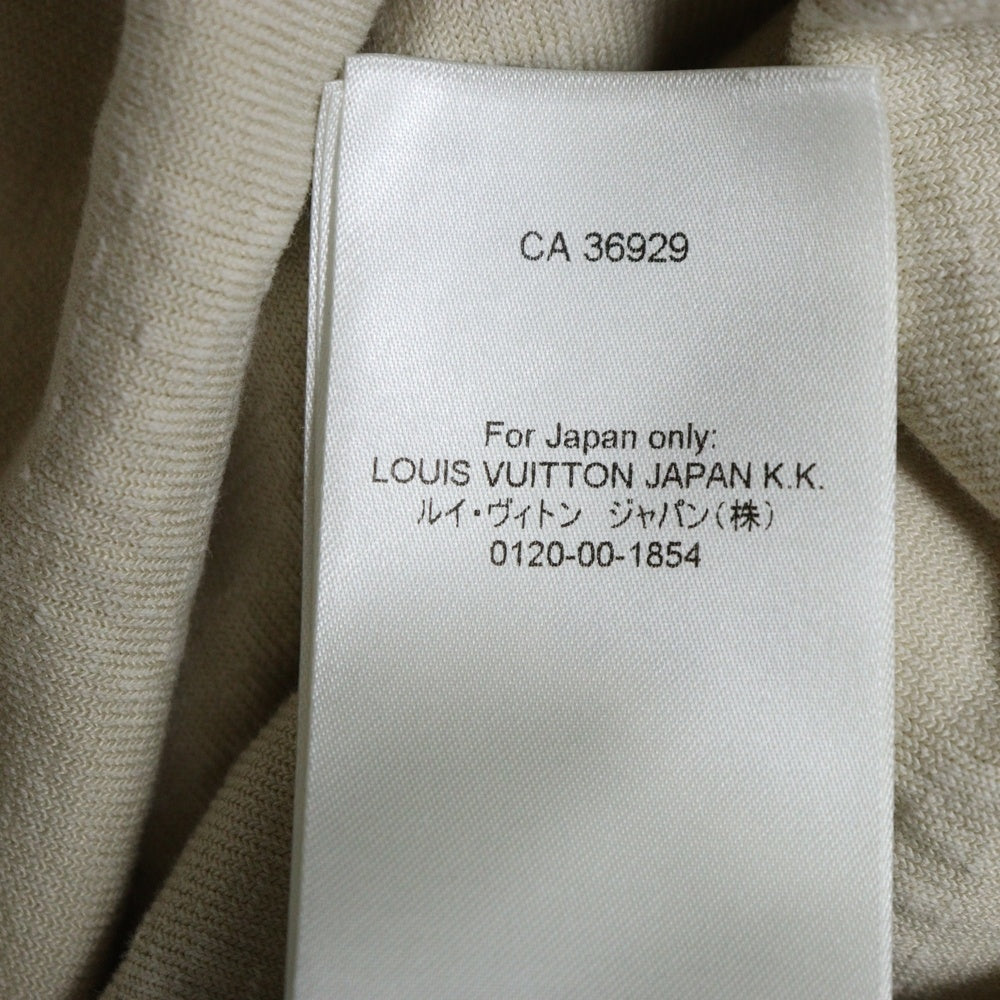 CA 36929
For Japan only:
LOUIS VUITTON JAPAN K.K.
ルイ・ヴィトン　ジャパン(株)
0120-00-1854